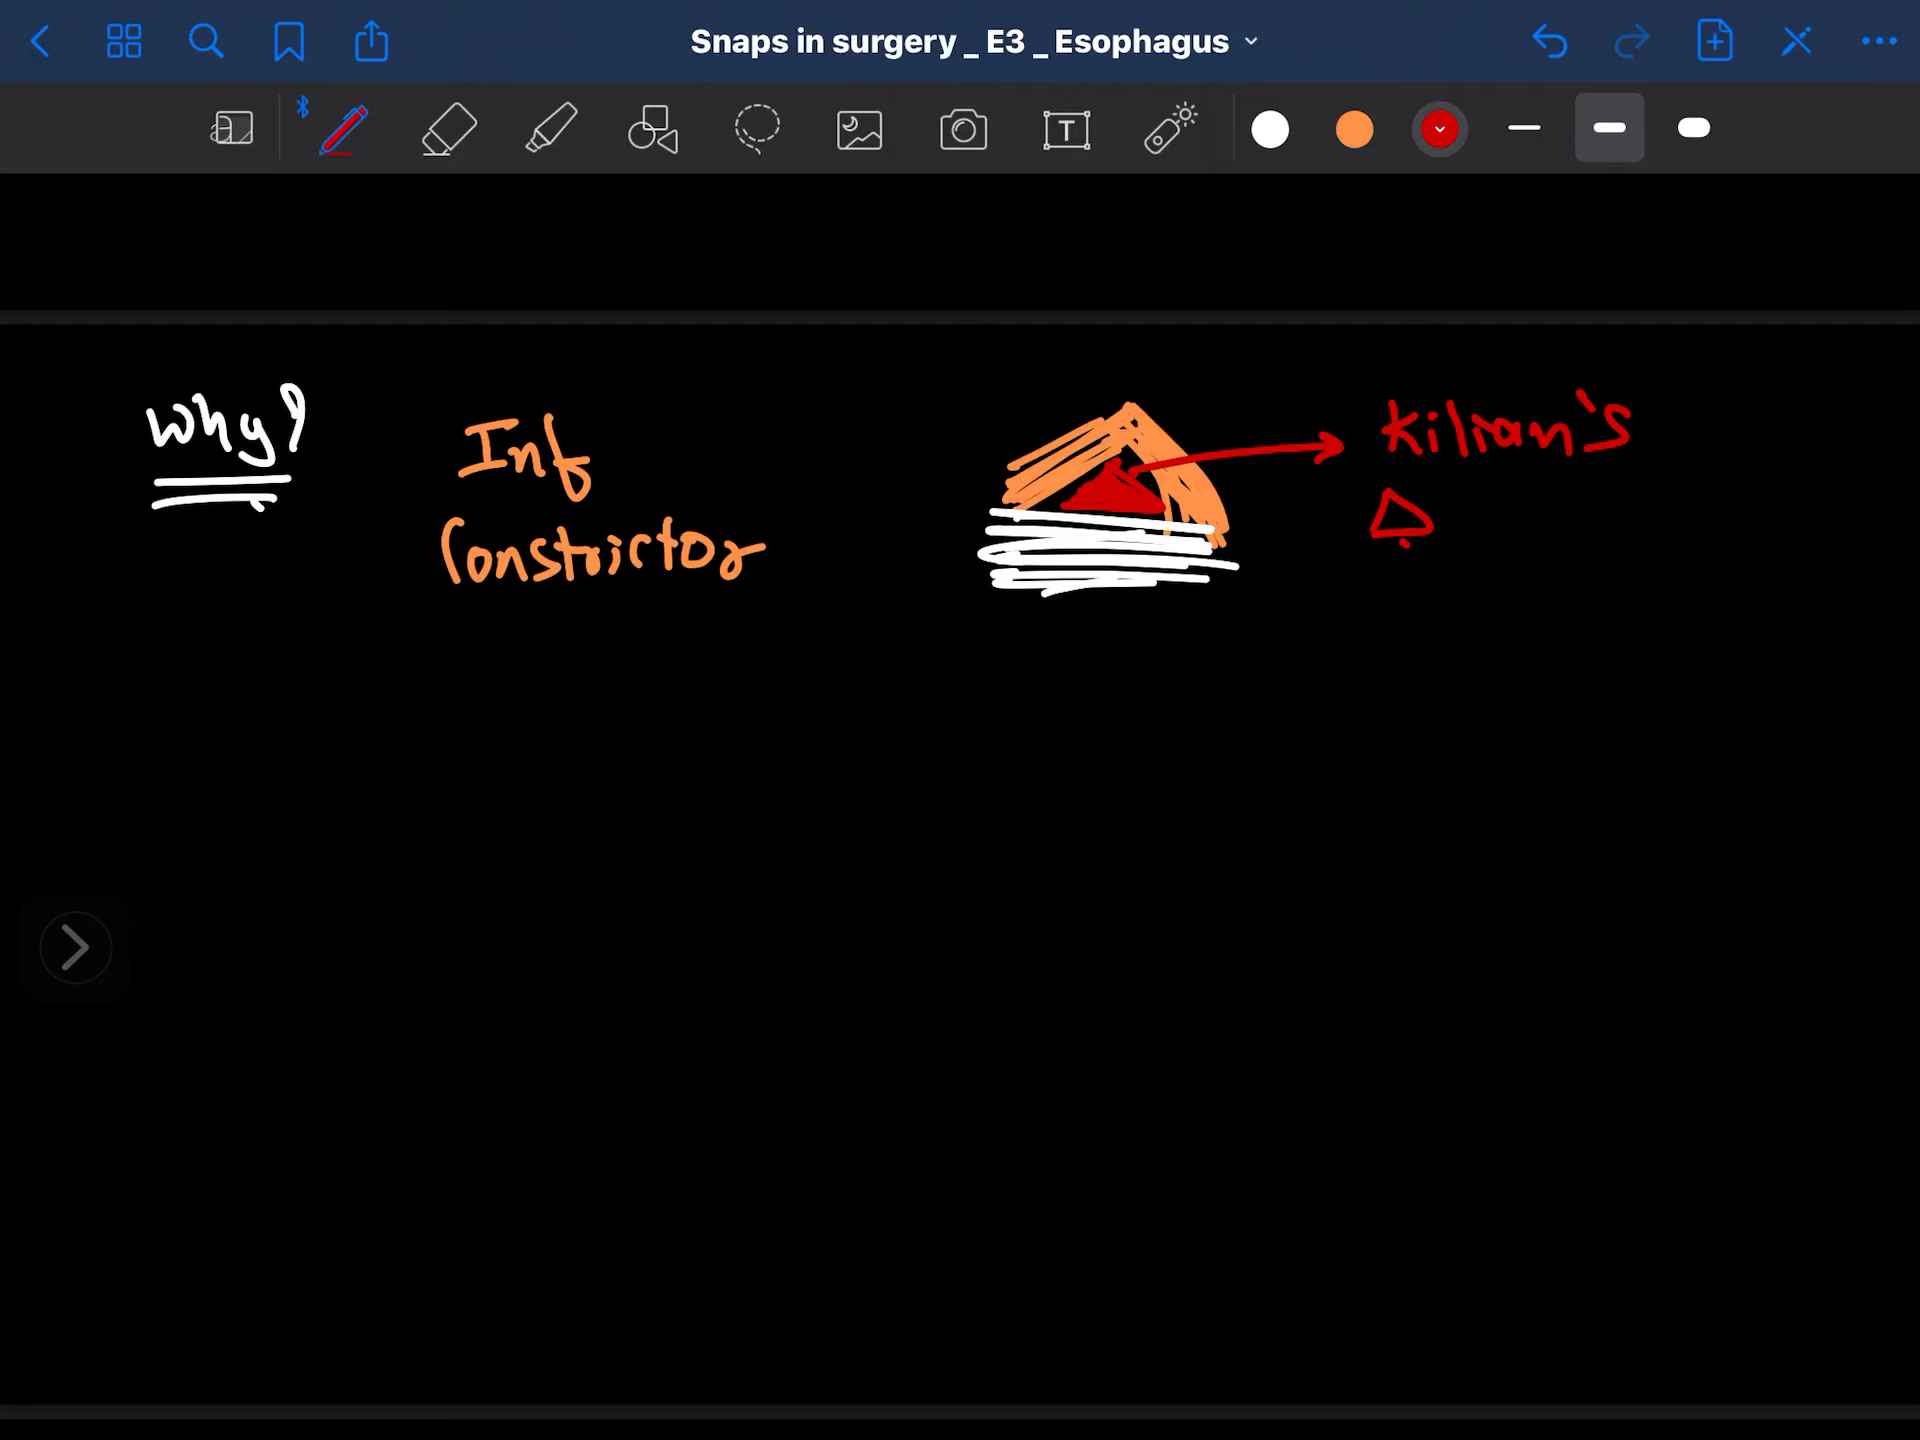 Snaps in surgery _ E3 _ Esophagus
T
Why?
Inf
Constrictor
Kilian's
Δ